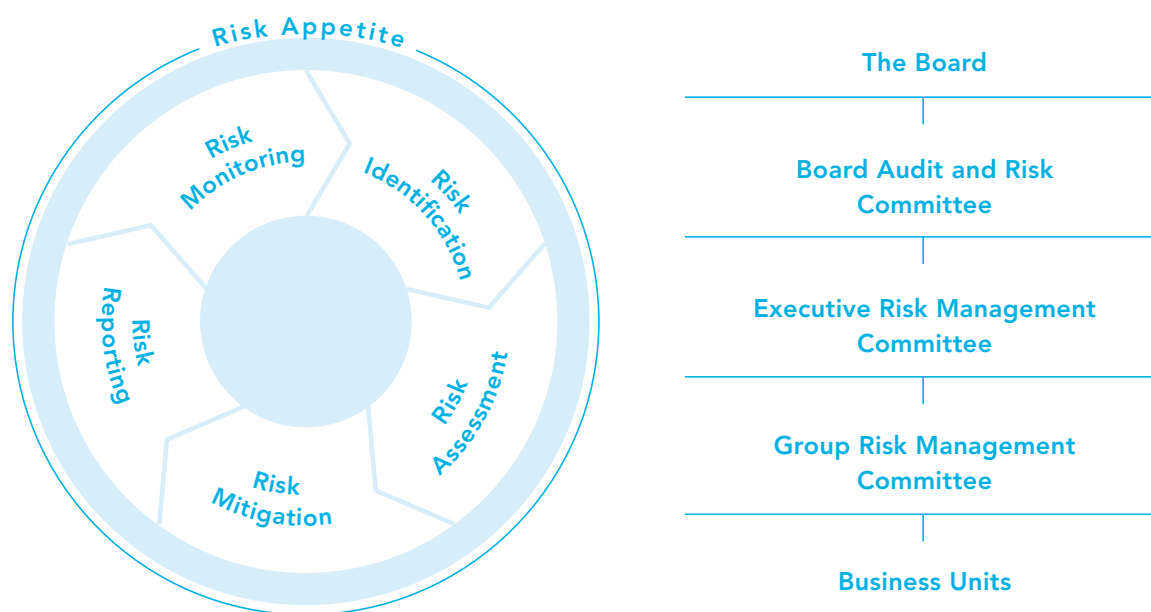 Risk Appetite
Risk
Monitoring
Risk
Identification
Risk
Assessment
Risk
Mitigation
Risk
Reporting
The Board
Board Audit and Risk
Committee
Executive Risk Management
Committee
Group Risk Management
Committee
Business Units